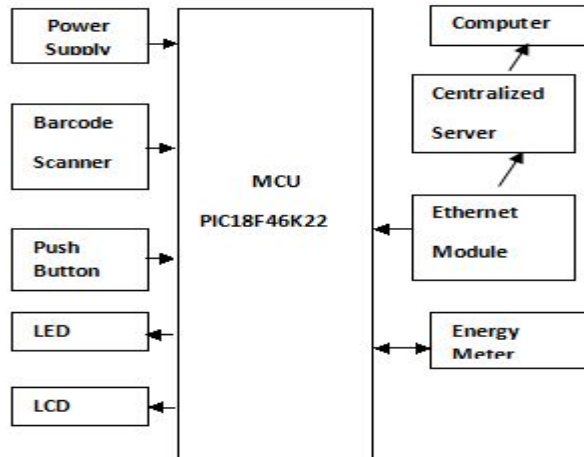 Power
Supply
Barcode
Scanner
Push
Button
LED
LCD
MCU
PIC18F46K22
Computer
Centralized
Server
Ethernet
Module
Energy
Meter